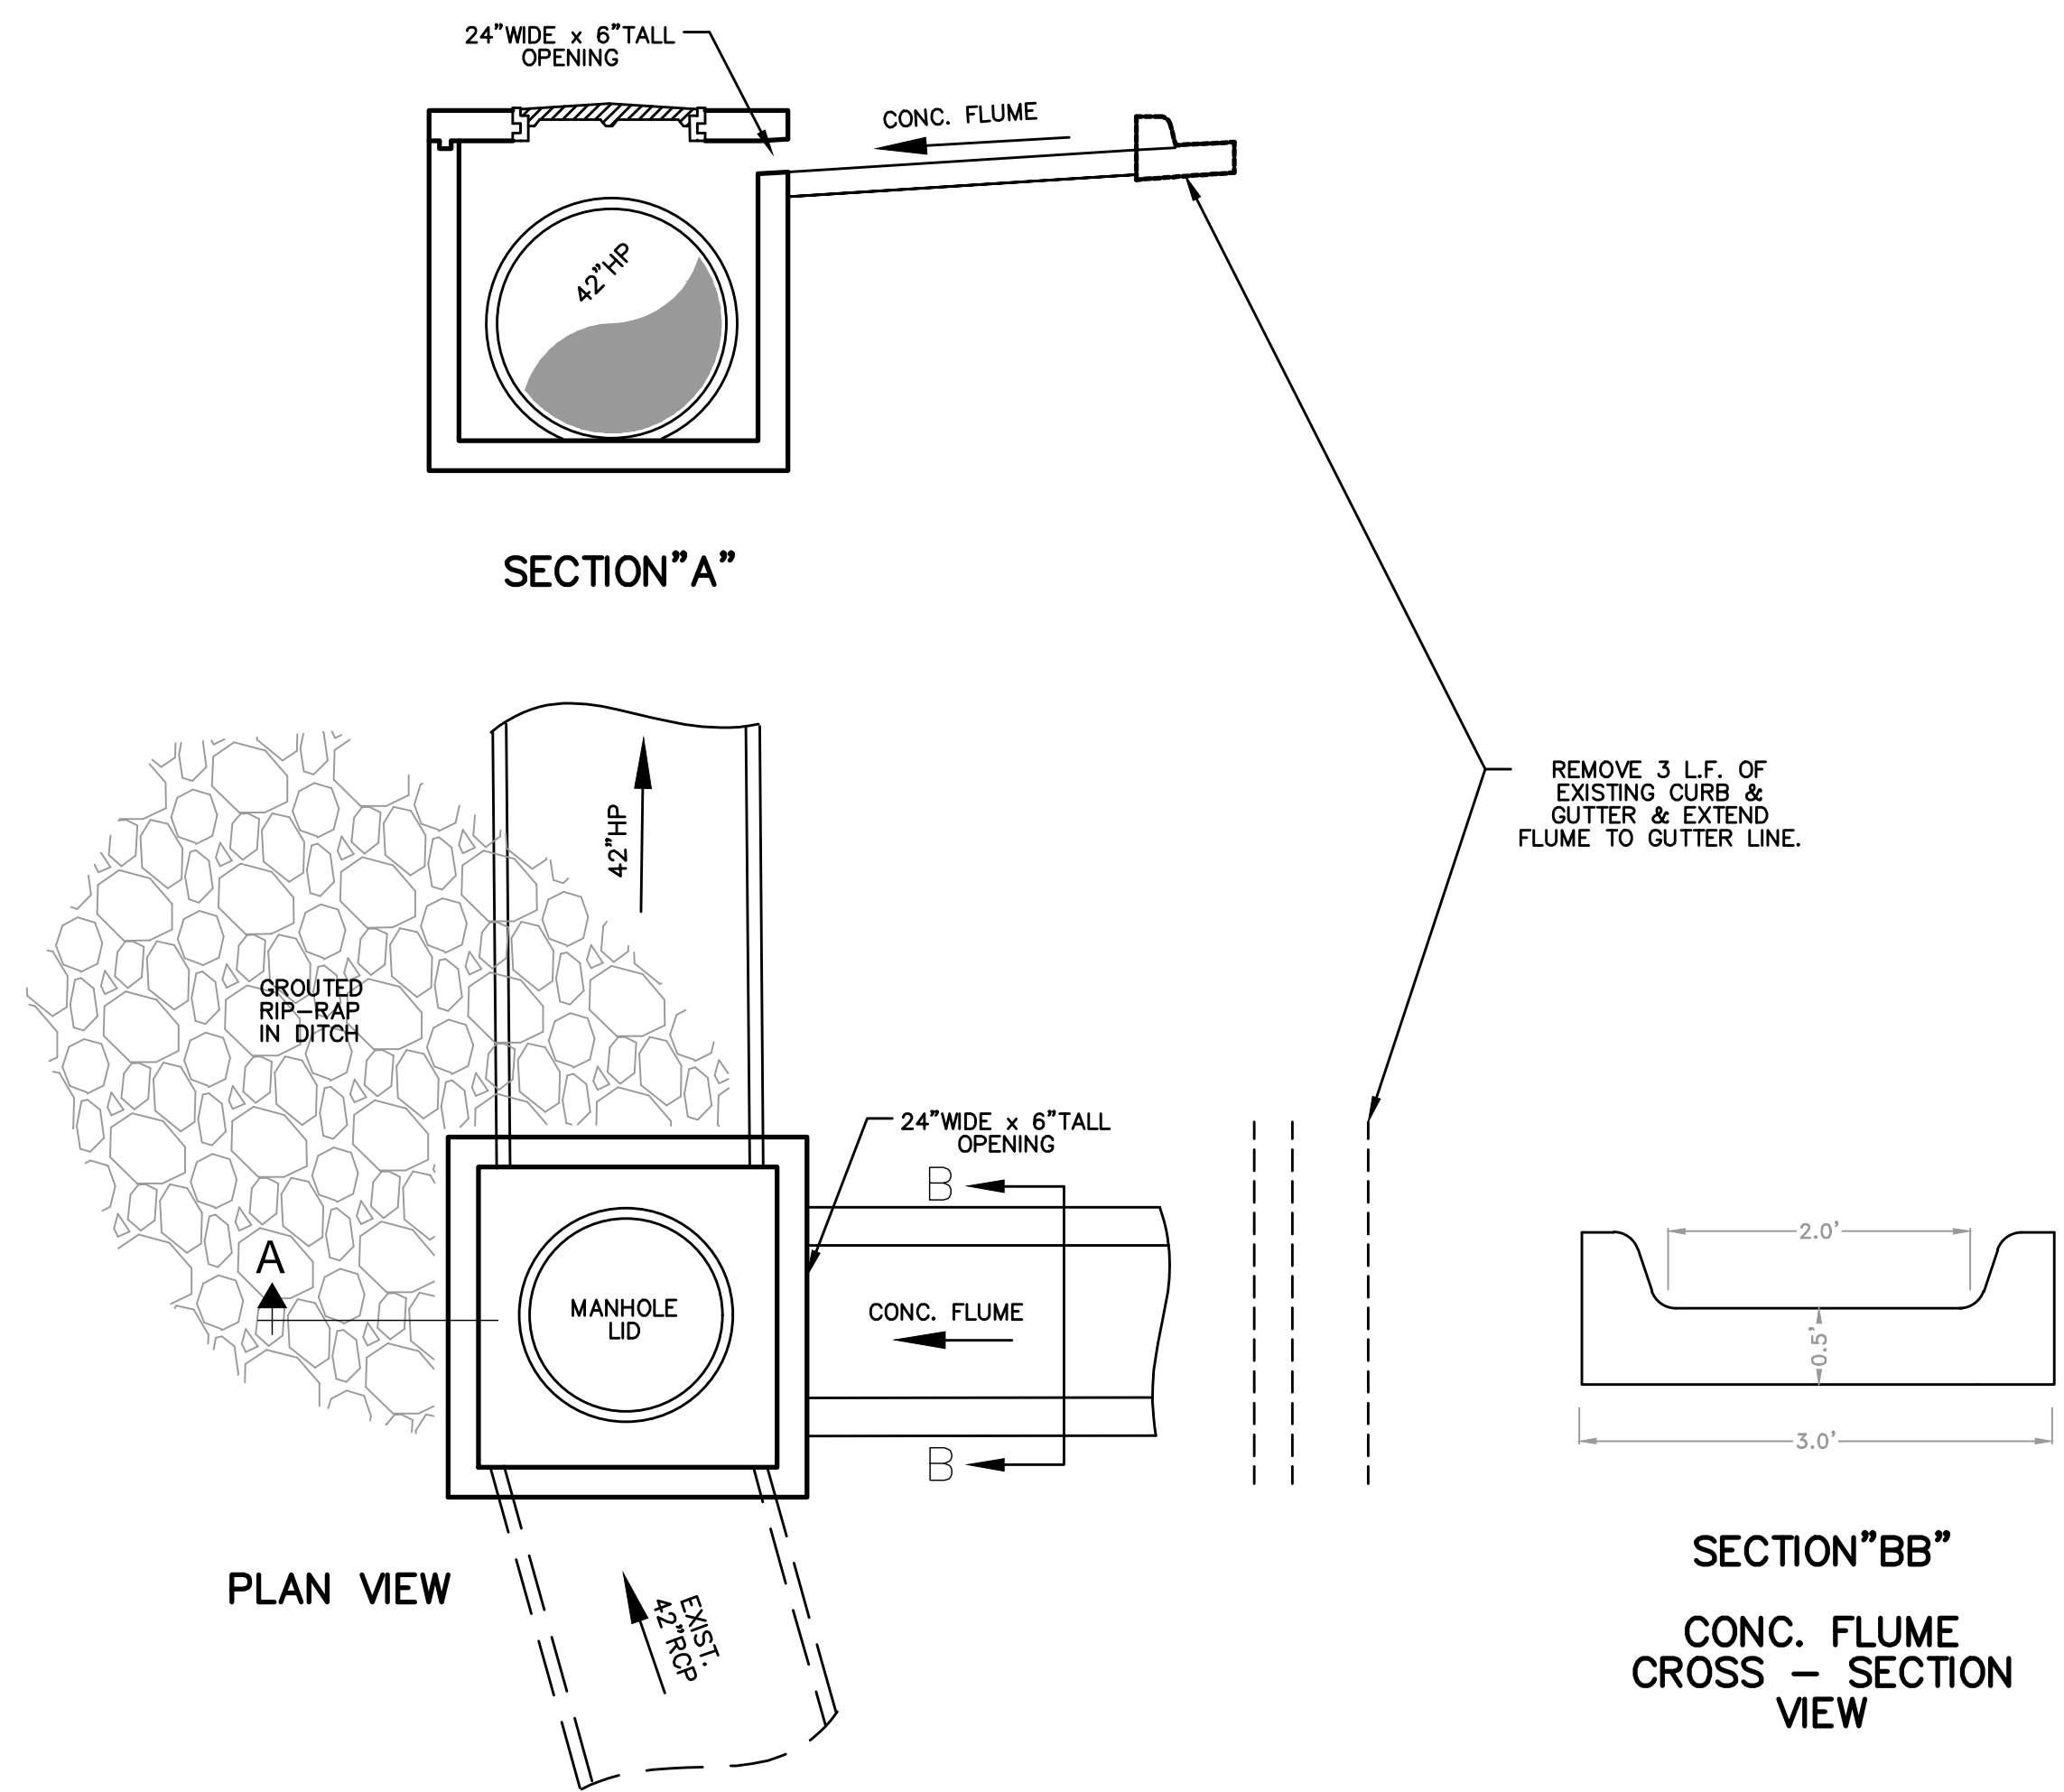 24”WIDE x 6”TALL
OPENING
CONC. FLUME
42”HP
SECTION”A”
REMOVE 3 L.F. OF
EXISTING CURB &
GUTTER & EXTEND
FLUME TO GUTTER LINE.
42”HP
GROUTED
RIP-RAP
IN DITCH
24”WIDE x 6”TALL
OPENING
B
A
MANHOLE
LID
CONC. FLUME
B
2.0’
0.5’
3.0’
PLAN VIEW
EXIST.
42”RCP
SECTION”BB”
CONC. FLUME
CROSS - SECTION
VIEW